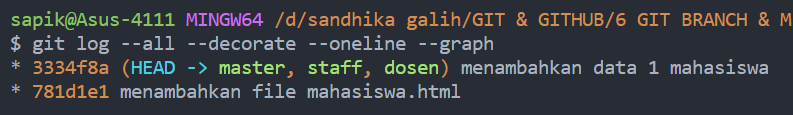 sapik@Asus-4111 MINGW64 /d/sandhika galih/GIT & GITHUB/6 GIT BRANCH & M
$ git log --all --decorate --oneline --graph
* 3334f8a (HEAD -> master, staff, dosen) menambahkan data 1 mahasiswa
* 781d1e1 menambahkan file mahasiswa.html